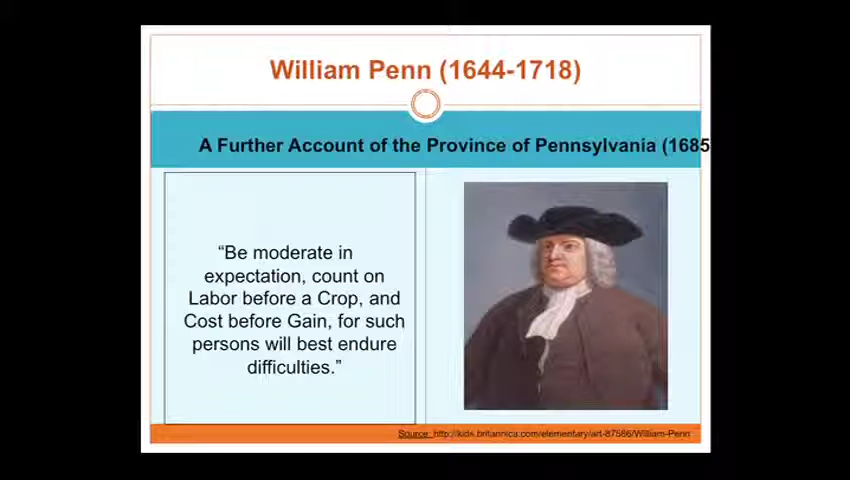 William Penn (1644-1718)
A Further Account of the Province of Pennsylvania (1685
“Be moderate in
expectation, count on
Labor before a Crop, and
Cost before Gain, for such
persons will best endure
difficulties.”
Source: http://kids.britannica.com/elementary/art-87566/William-Penn